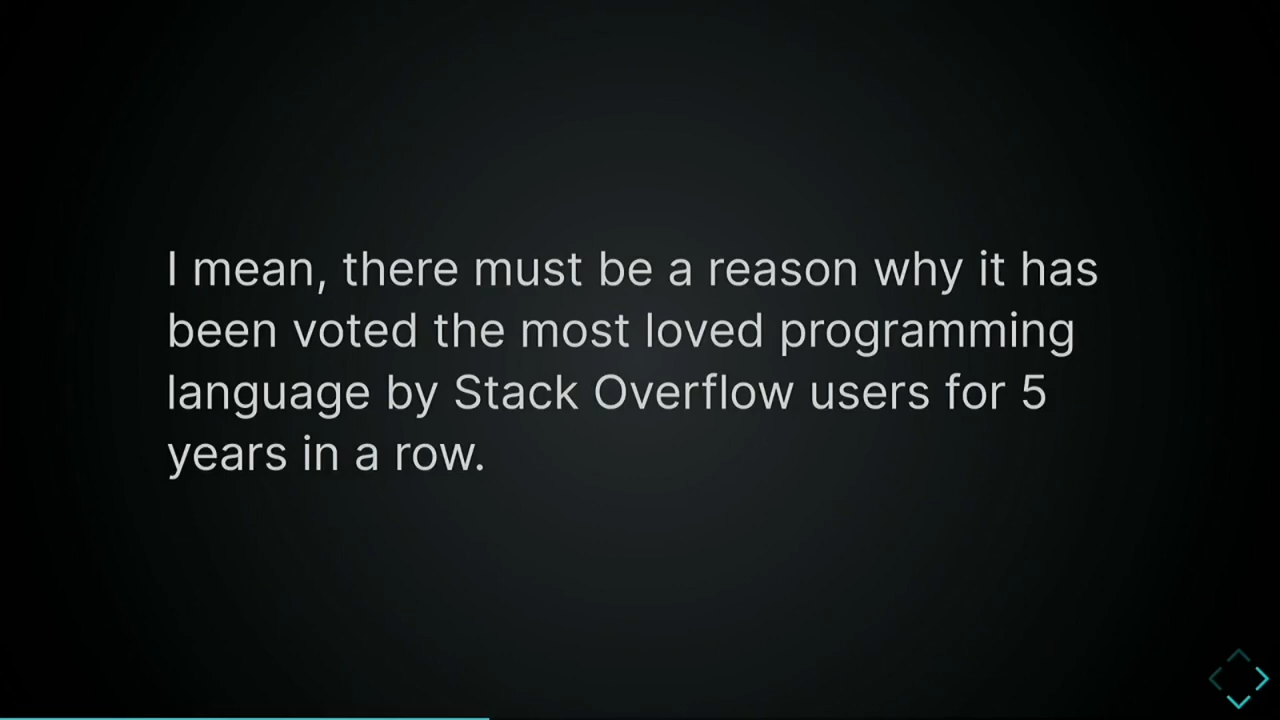 I mean, there must be a reason why it has
been voted the most loved programming
language by Stack Overflow users for 5
years in a row.